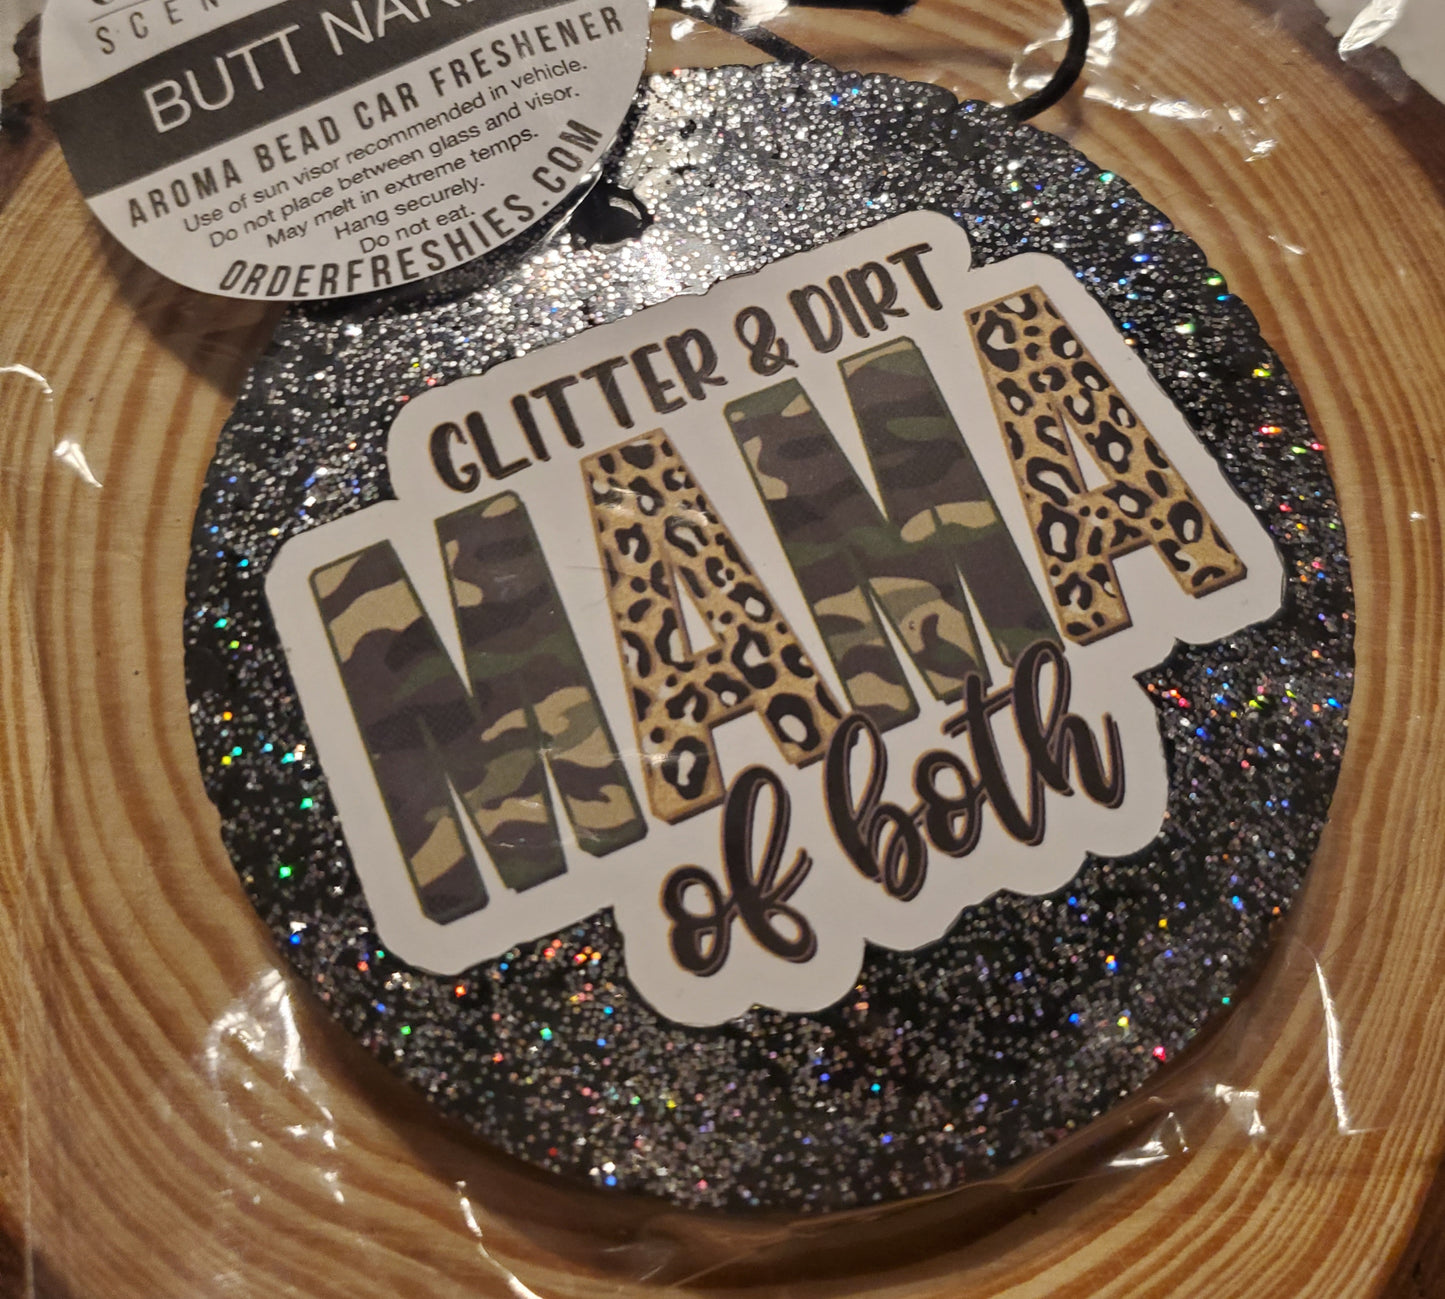 SCEN
BUTT NAK
AROMA BEAD CAR FRESHENER
Use of sun visor recommended in vehicle.
Do not place between glass and visor.
May melt in extreme temps.
Hang securely.
Do not eat.
ORDERFRESHIES.COM
GLITTER & DIRT
MAMA
of both